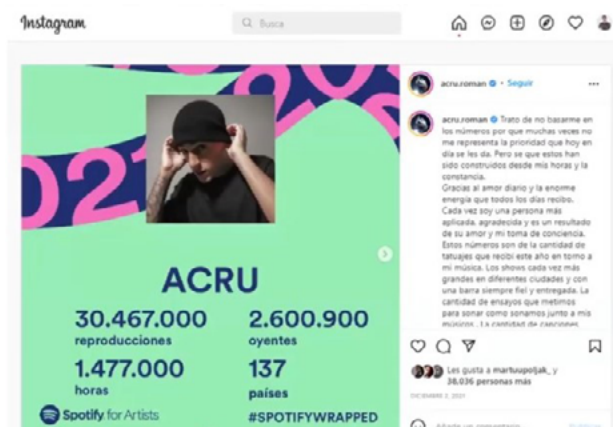 Instagram
Busca
2021
202
ACRU
30.467.000
reproducciones
2.600.900
oyentes
1.477.000
horas
137
países
Spotify for Artists
#SPOTIFYWRAPPED
acru.roman • Seguir
acru.roman Trato de no basarme en
los números por que muchas veces no
me representa la prioridad que hoy en
día se les da. Pero se que estos han
sido construidos desde mis horas y la
constancia.
Gracias al amor diario y la enorme
energía que todos los días recibo.
Cada vez soy una persona más
aplicada, agradecida y es un resultado
de su amor y mi toma de conciencia.
Estos números son de la cantidad de
tatuajes que recibí este año en torno a
mi música. Los shows cada vez más
grandes en diferentes ciudades y con
una barra siempre fiel y entregada. La
cantidad de ensayos que metimos
para sonar como sonamos junto a mis
músicos . La cantidad de canciones
Les gusta a martuupoljak_ y
38,036 personas más
DICIEMBRE 2, 2021
Añade un comentario